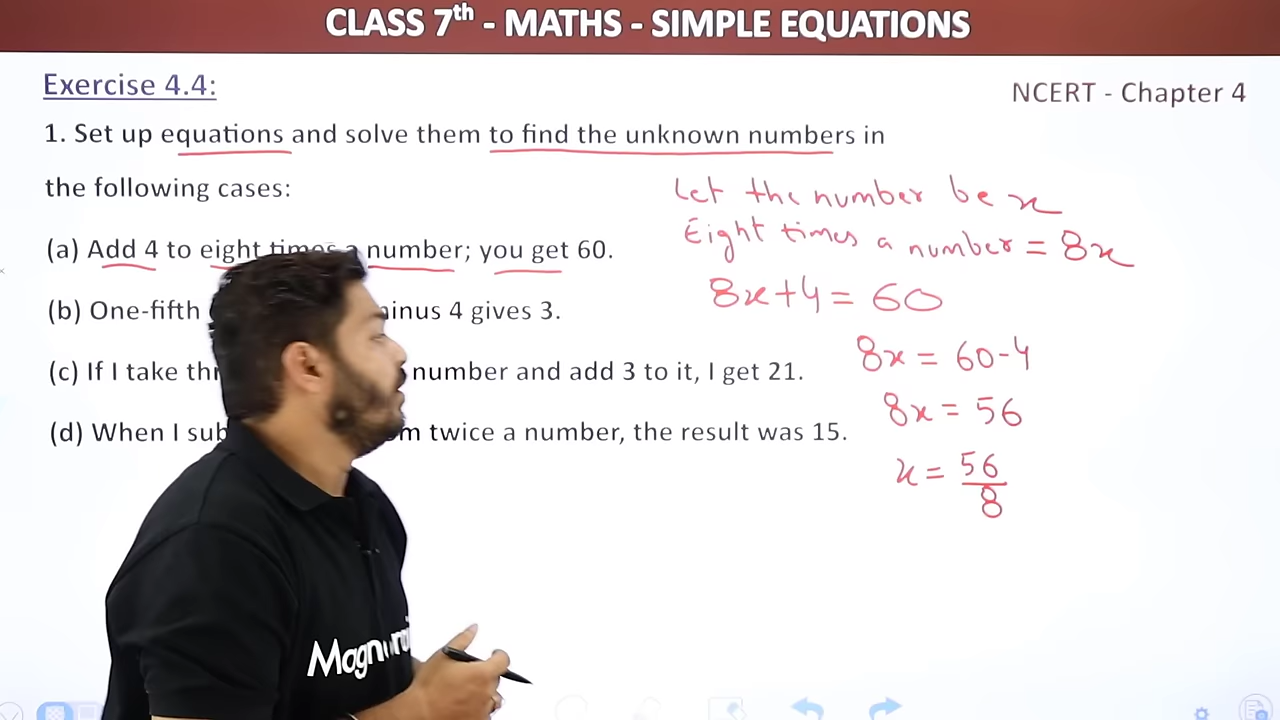 CLASS 7th - MATHS - SIMPLE EQUATIONS
Exercise 4.4:
NCERT - Chapter 4
1. Set up equations and solve them to find the unknown numbers in
the following cases:
(a) Add 4 to eight times a number; you get 60.
(b) One-fifth minus 4 gives 3.
(c) If I take number and add 3 to it, I get 21.
(d) When I twice a number, the result was 15.
Let the number be x
Eight times a number = 8x
8x+4 = 60
8x = 60-4
8x = 56
x = 56
8